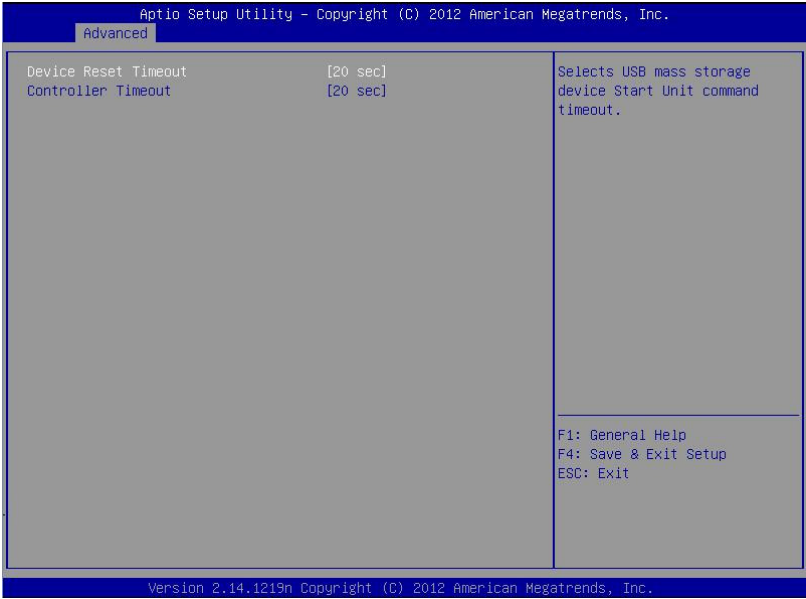 Aptio Setup Utility – Copyright (C) 2012 American Megatrends, Inc.
Advanced
Device Reset Timeout [20 sec]
Controller Timeout [20 sec]
Selects USB mass storage
device Start Unit command
timeout.
F1: General Help
F4: Save & Exit Setup
ESC: Exit
Version 2.14.1219n Copyright (C) 2012 American Megatrends, Inc.